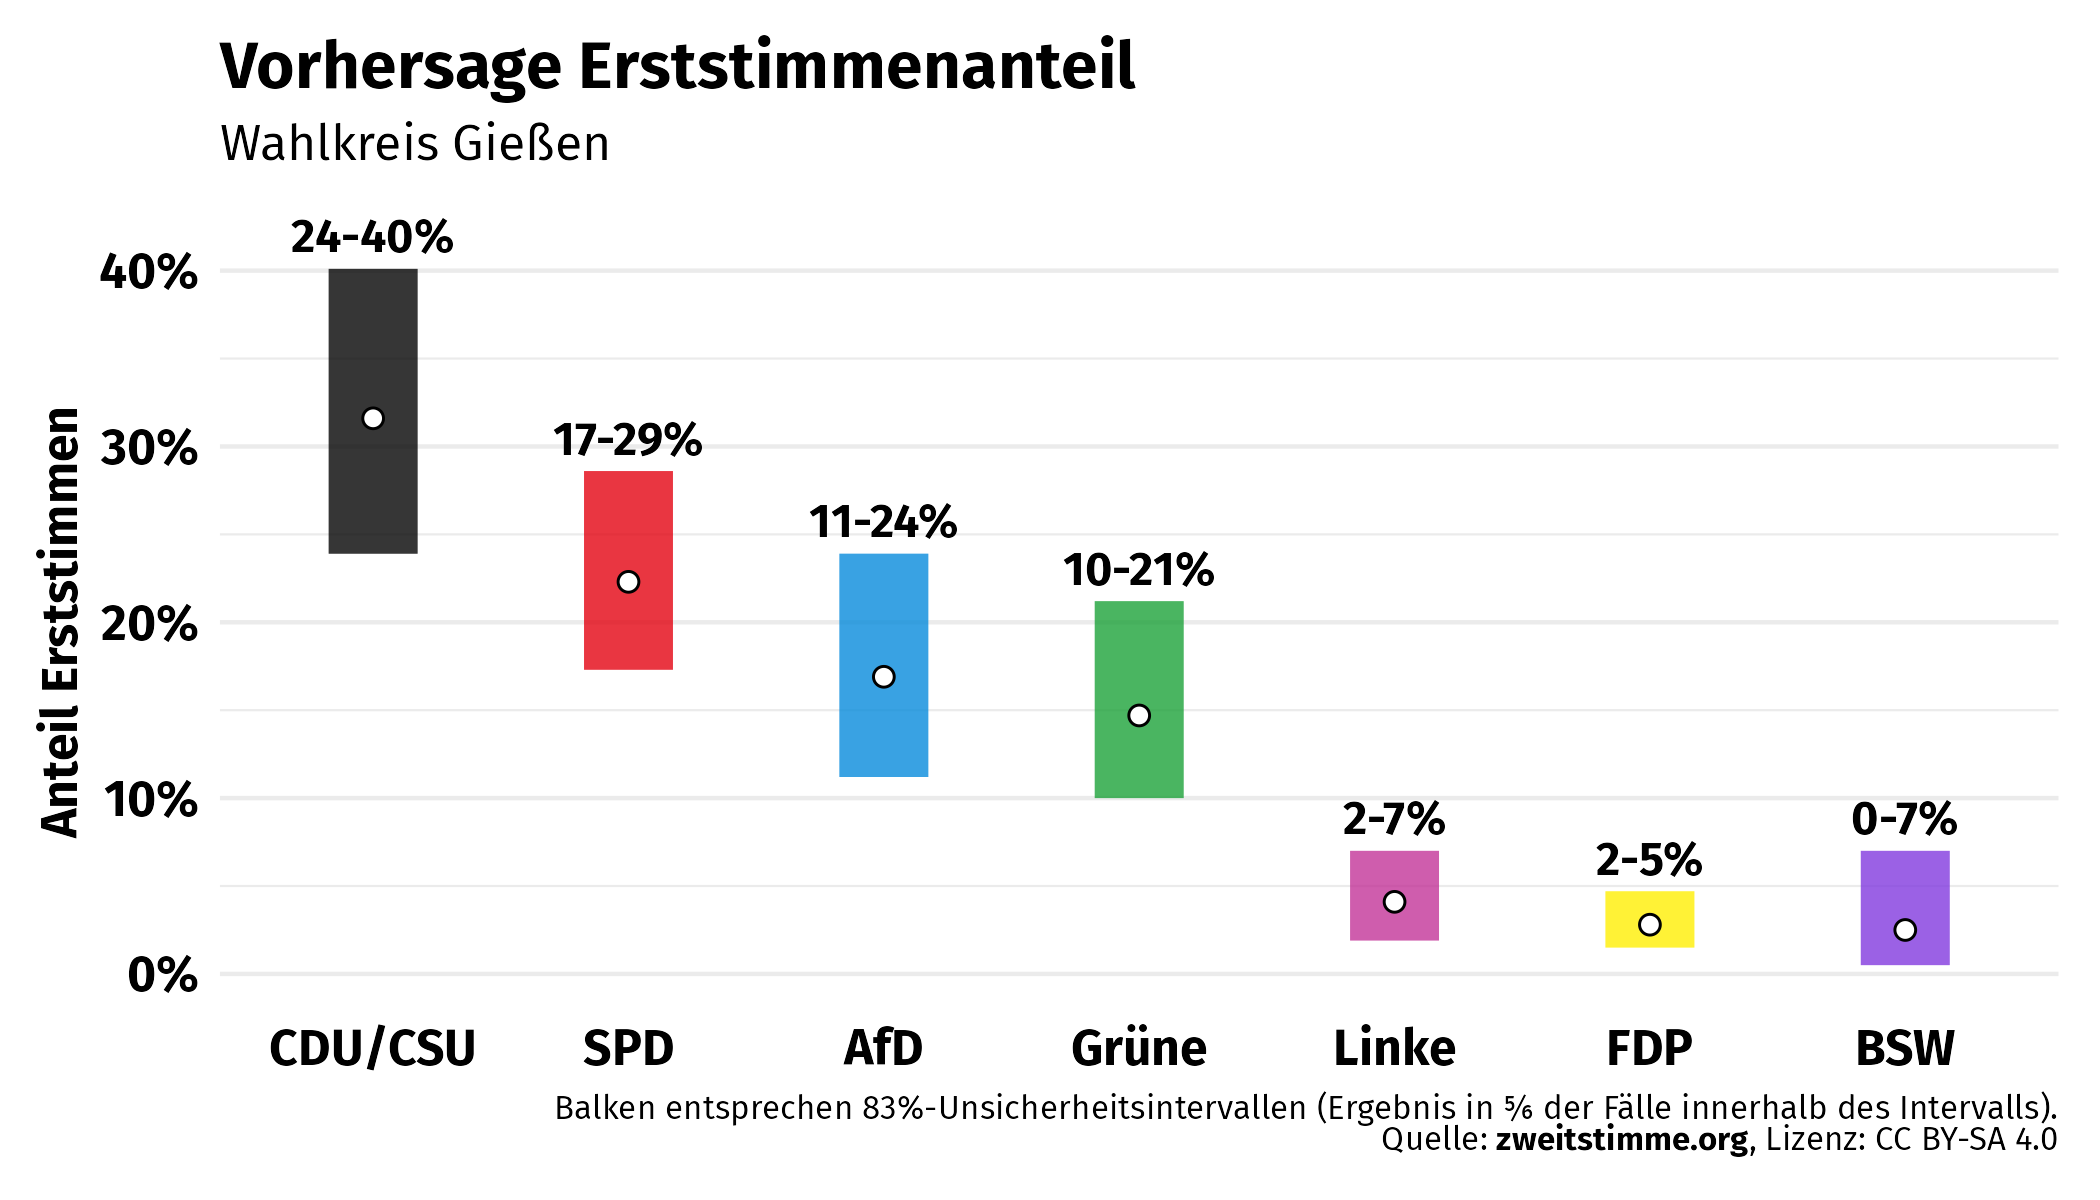 Vorhersage Erststimmenanteil
Wahlkreis Gießen
Anteil Erststimmen
40%
30%
20%
10%
0%
24-40%
17-29%
11-24%
10-21%
2-7%
2-5%
0-7%
CDU/CSU
SPD
AfD
Grüne
Linke
FDP
BSW
Balken entsprechen 83%-Unsicherheitsintervallen (Ergebnis in ⅚ der Fälle innerhalb des Intervalls).
Quelle: zweitstimme.org, Lizenz: CC BY-SA 4.0